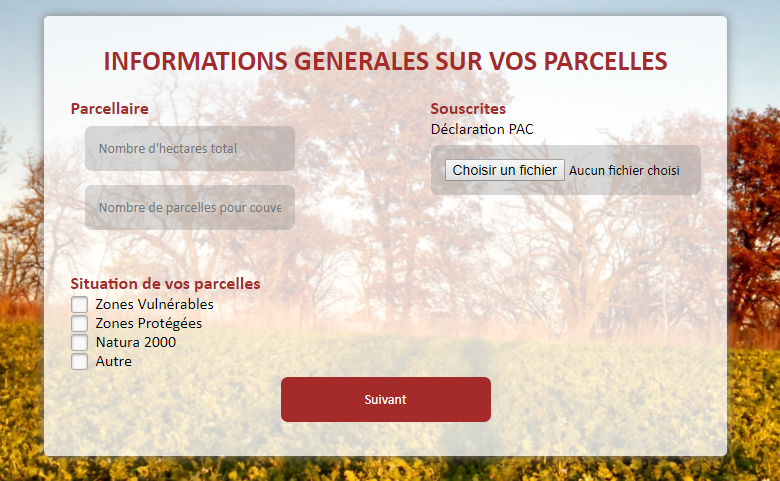 INFORMATIONS GENERALES SUR VOS PARCELLES
Parcellaire
Nombre d'hectares total
Nombre de parcelles pour couve
Souscrites
Déclaration PAC
Choisir un fichier Aucun fichier choisi
Situation de vos parcelles
Zones Vulnérables
Zones Protégées
Natura 2000
Autre
Suivant